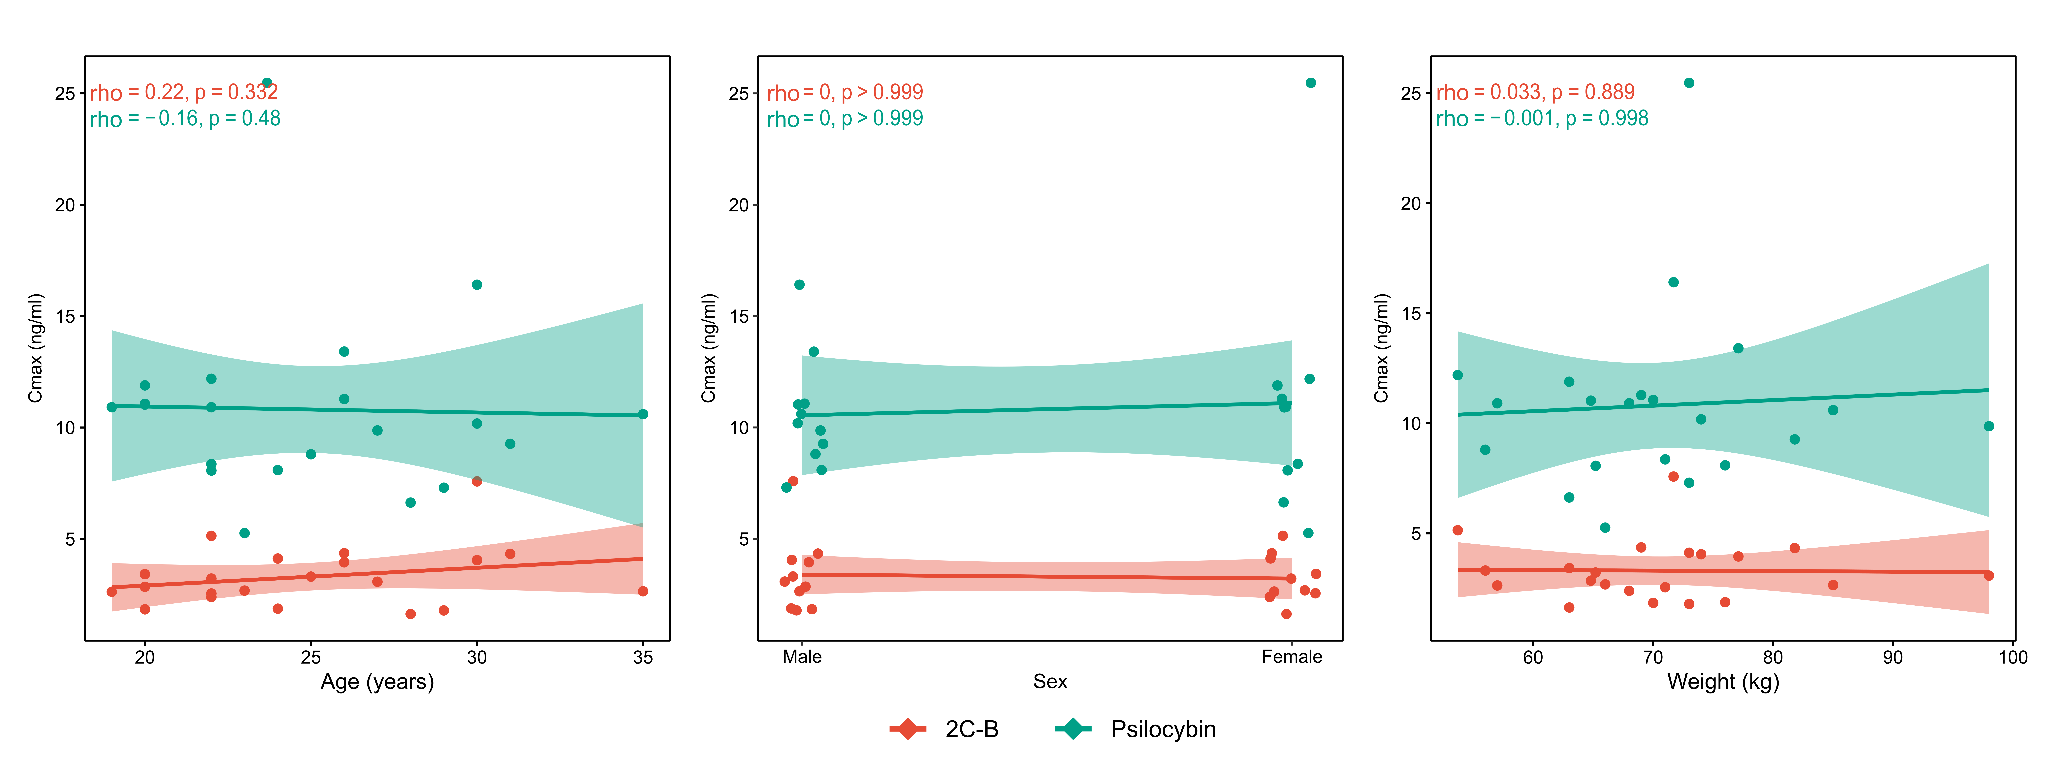 rho = 0.22, p = 0.332
rho = −0.16, p = 0.48
25
20
15
10
5
Cmax (ng/ml)
20 25 30 35
Age (years)
rho = 0, p > 0.999
rho = 0, p > 0.999
25
20
15
10
5
Cmax (ng/ml)
Male Female
Sex
rho = 0.033, p = 0.889
rho = −0.001, p = 0.998
25
20
15
10
5
Cmax (ng/ml)
60 70 80 90 100
Weight (kg)
2C-B Psilocybin